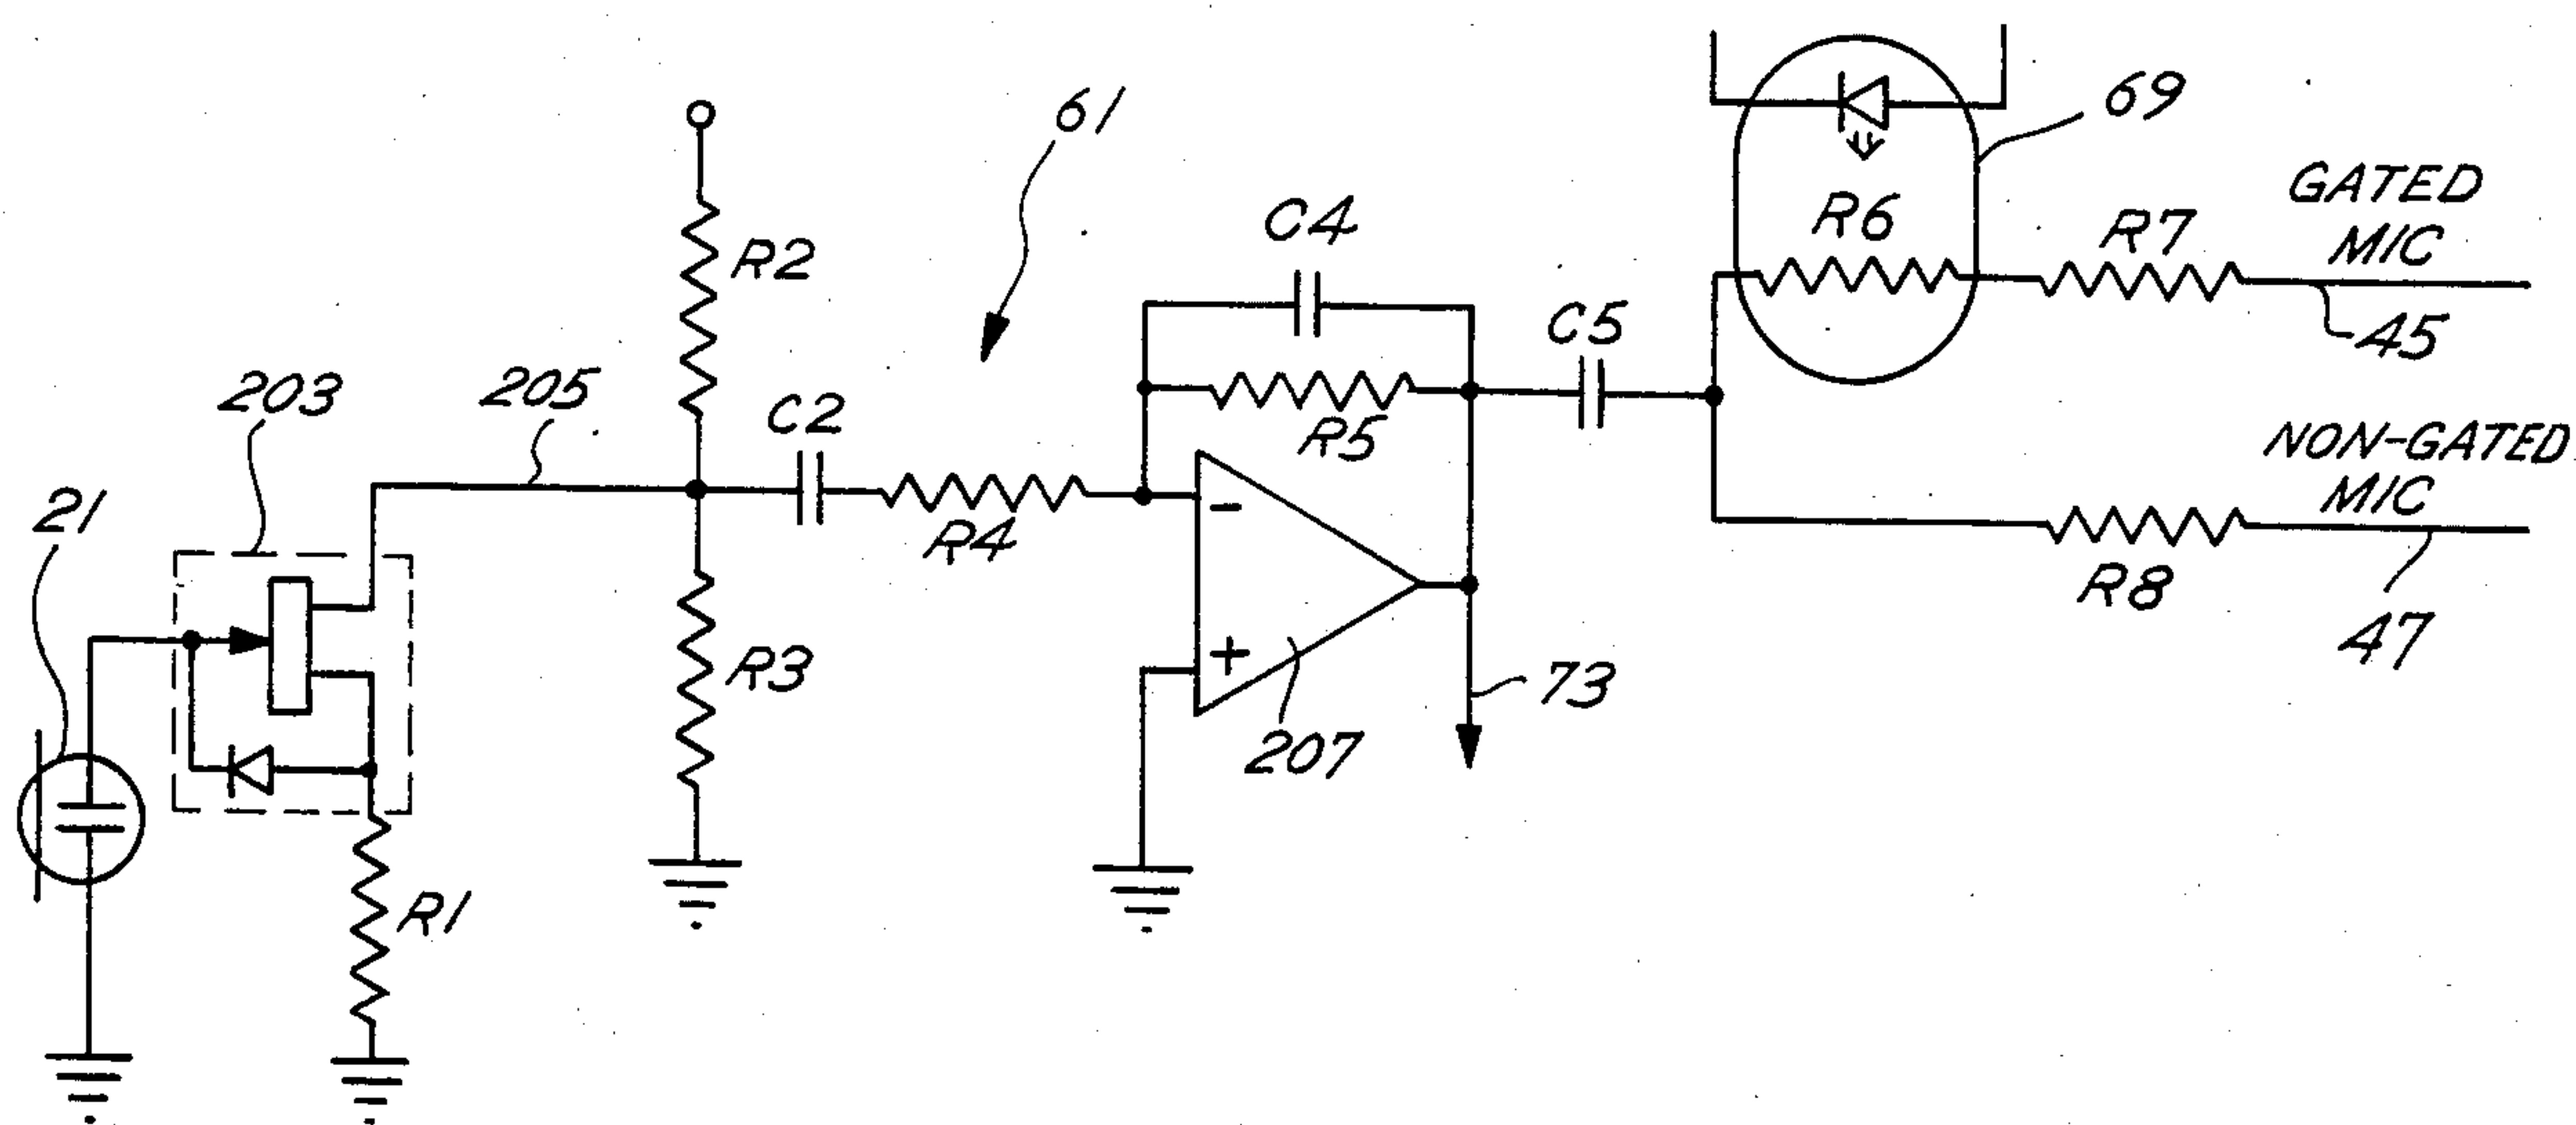 61
69
R2
C4
R6
R7
GATED
MIC
45
C5
203
205
C2
R5
NON-GATED
MIC
21
R4
-
R8
47
R3
+
73
207
R1